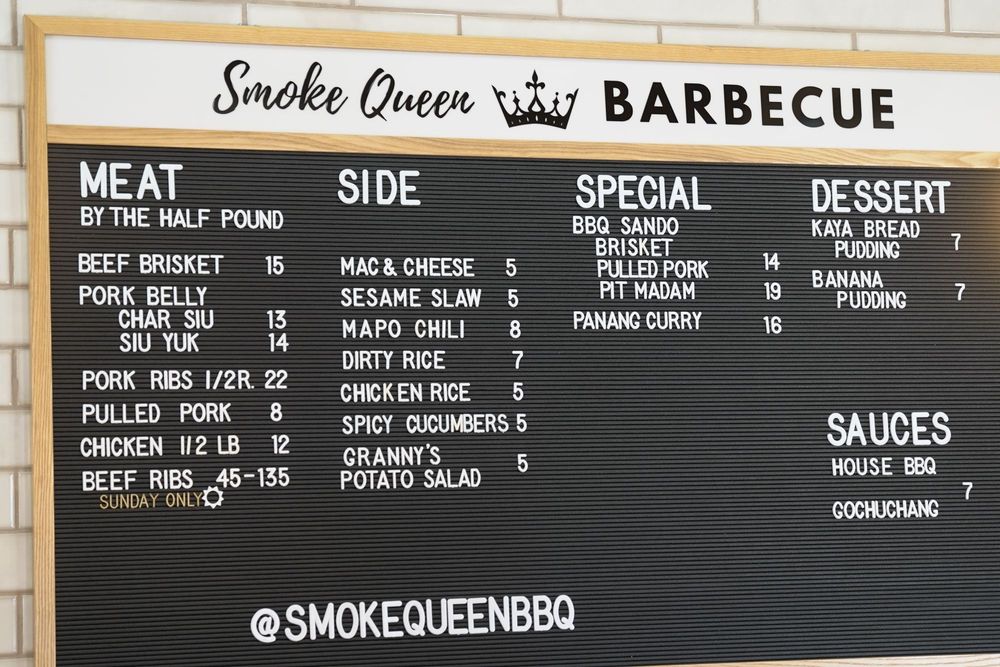 Smoke Queen BARBECUE
MEAT
BY THE HALF POUND
BEEF BRISKET 15
PORK BELLY
CHAR SIU 13
SIU YUK 14
PORK RIBS 1/2R. 22
PULLED PORK 8
CHICKEN 1/2 LB 12
BEEF RIBS 45-135
SUNDAY ONLY
SIDE
MAC & CHEESE 5
SESAME SLAW 5
MAPO CHILI 8
DIRTY RICE 7
CHICKEN RICE 5
SPICY CUCUMBERS 5
GRANNY'S
POTATO SALAD 5
SPECIAL
BBQ SANDO
BRISKET
PULLED PORK 14
PIT MADAM 19
PANANG CURRY 16
DESSERT
KAYA BREAD
PUDDING 7
BANANA
PUDDING 7
SAUCES
HOUSE BBQ
7
GOCHUCHANG
@SMOKEQUEENBBQ